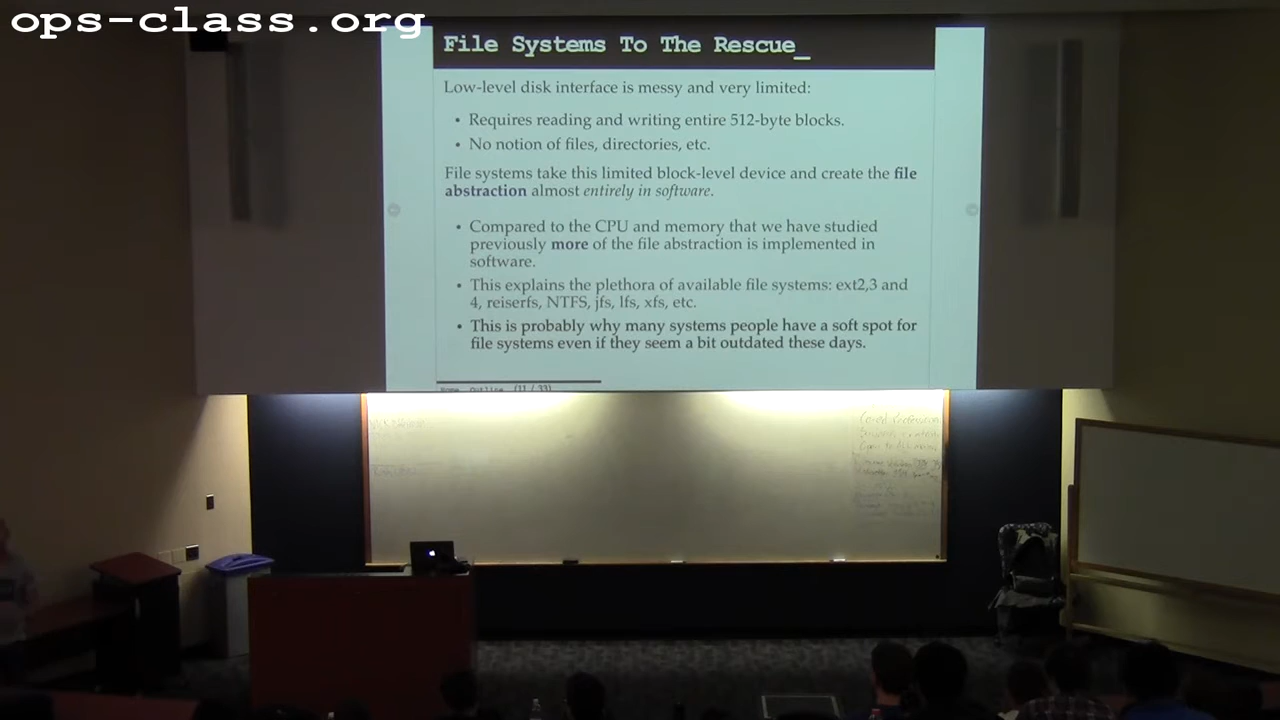 ops-class.org
File Systems To The Rescue_
Low-level disk interface is messy and very limited:
• Requires reading and writing entire 512-byte blocks.
• No notion of files, directories, etc.
File systems take this limited block-level device and create the file
abstraction almost entirely in software.
• Compared to the CPU and memory that we have studied
previously more of the file abstraction is implemented in
software.
• This explains the plethora of available file systems: ext2,3 and
4, reiserfs, NTFS, jfs, lfs, xfs, etc.
• This is probably why many systems people have a soft spot for
file systems even if they seem a bit outdated these days.
Home Outline (11 / 33)